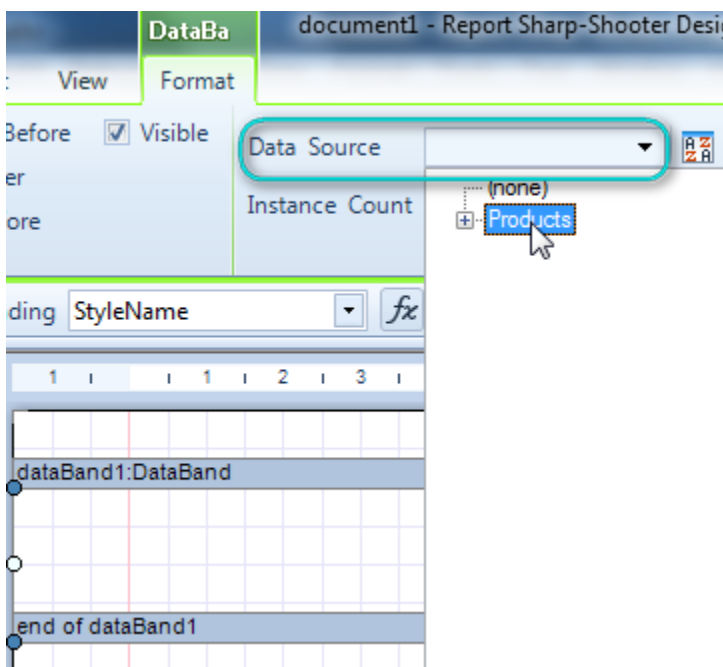 DataBa document1 - Report Sharp-Shooter Desi
View Format
Before Visible
Data Source
er
(none)
Instance Count
ore
Products
ding StyleName fx
1 1 2 3
dataBand1:DataBand
end of dataBand1